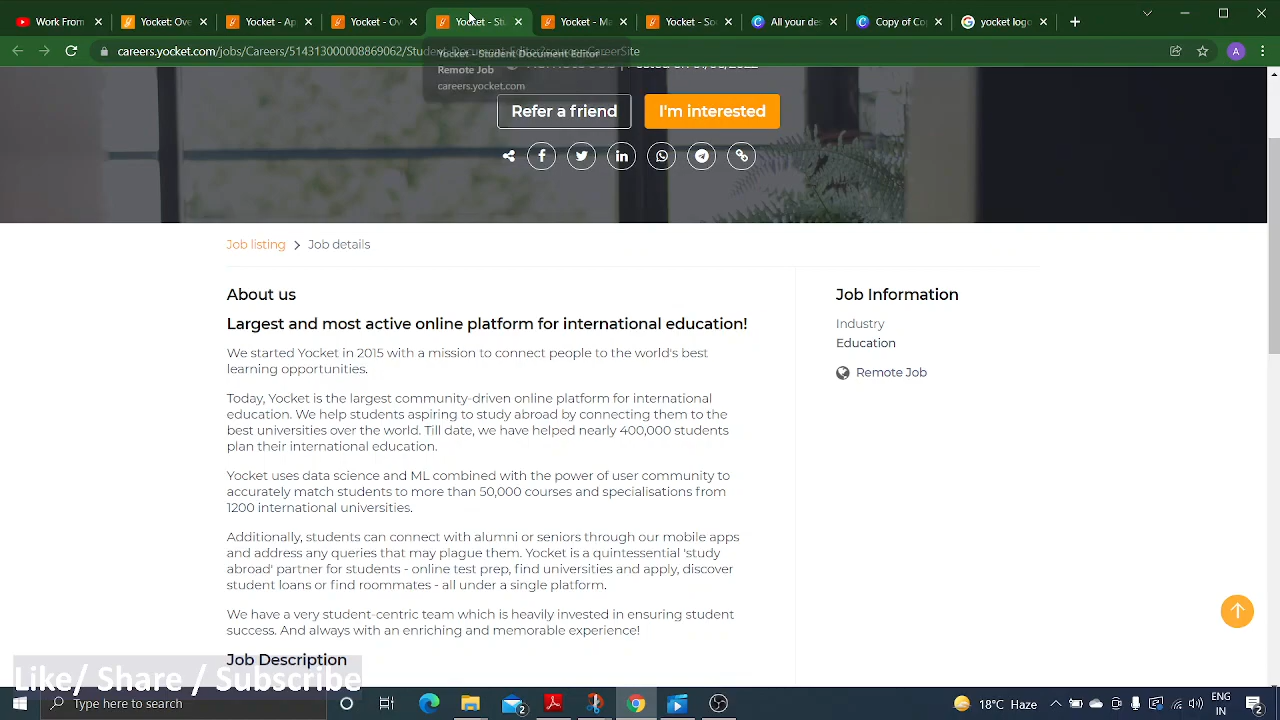 Work Form
Yocket: Ove
Yocket - Ap
Yocket - Ov
Yocket - Stu
Yocket - Ma
Yocket - So
All your des
Copy of Co
yocket logo
careers.yocket.com/jobs/Careers/514313000008869062/Student-Document-Editor?source=CareerSite
Yocket - Student Document Editor -
Remote Job
careers.yocket.com
Refer a friend
I'm interested
Job listing > Job details
About us
Largest and most active online platform for international education!
We started Yocket in 2015 with a mission to connect people to the world's best
learning opportunities.
Today, Yocket is the largest community-driven online platform for international
education. We help students aspiring to study abroad by connecting them to the
best universities over the world. Till date, we have helped nearly 400,000 students
plan their international education.
Yocket uses data science and ML combined with the power of user community to
accurately match students to more than 50,000 courses and specialisations from
1200 international universities.
Additionally, students can connect with alumni or seniors through our mobile apps
and address any queries that may plague them. Yocket is a quintessential 'study
abroad' partner for students - online test prep, find universities and apply, discover
student loans or find roommates - all under a single platform.
We have a very student-centric team which is heavily invested in ensuring student
success. And always with an enriching and memorable experience!
Job Description
Job Information
Industry
Education
Remote Job
Like/ Share / Subscribe
Type here to search
18°C Haze
ENG
IN
2